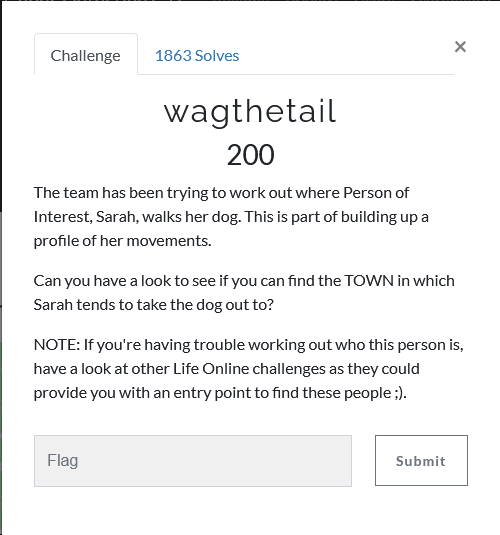 Challenge
1863 Solves
×
wagthetail
200
The team has been trying to work out where Person of
Interest, Sarah, walks her dog. This is part of building up a
profile of her movements.
Can you have a look to see if you can find the TOWN in which
Sarah tends to take the dog out to?
NOTE: If you're having trouble working out who this person is,
have a look at other Life Online challenges as they could
provide you with an entry point to find these people ;).
Flag
Submit